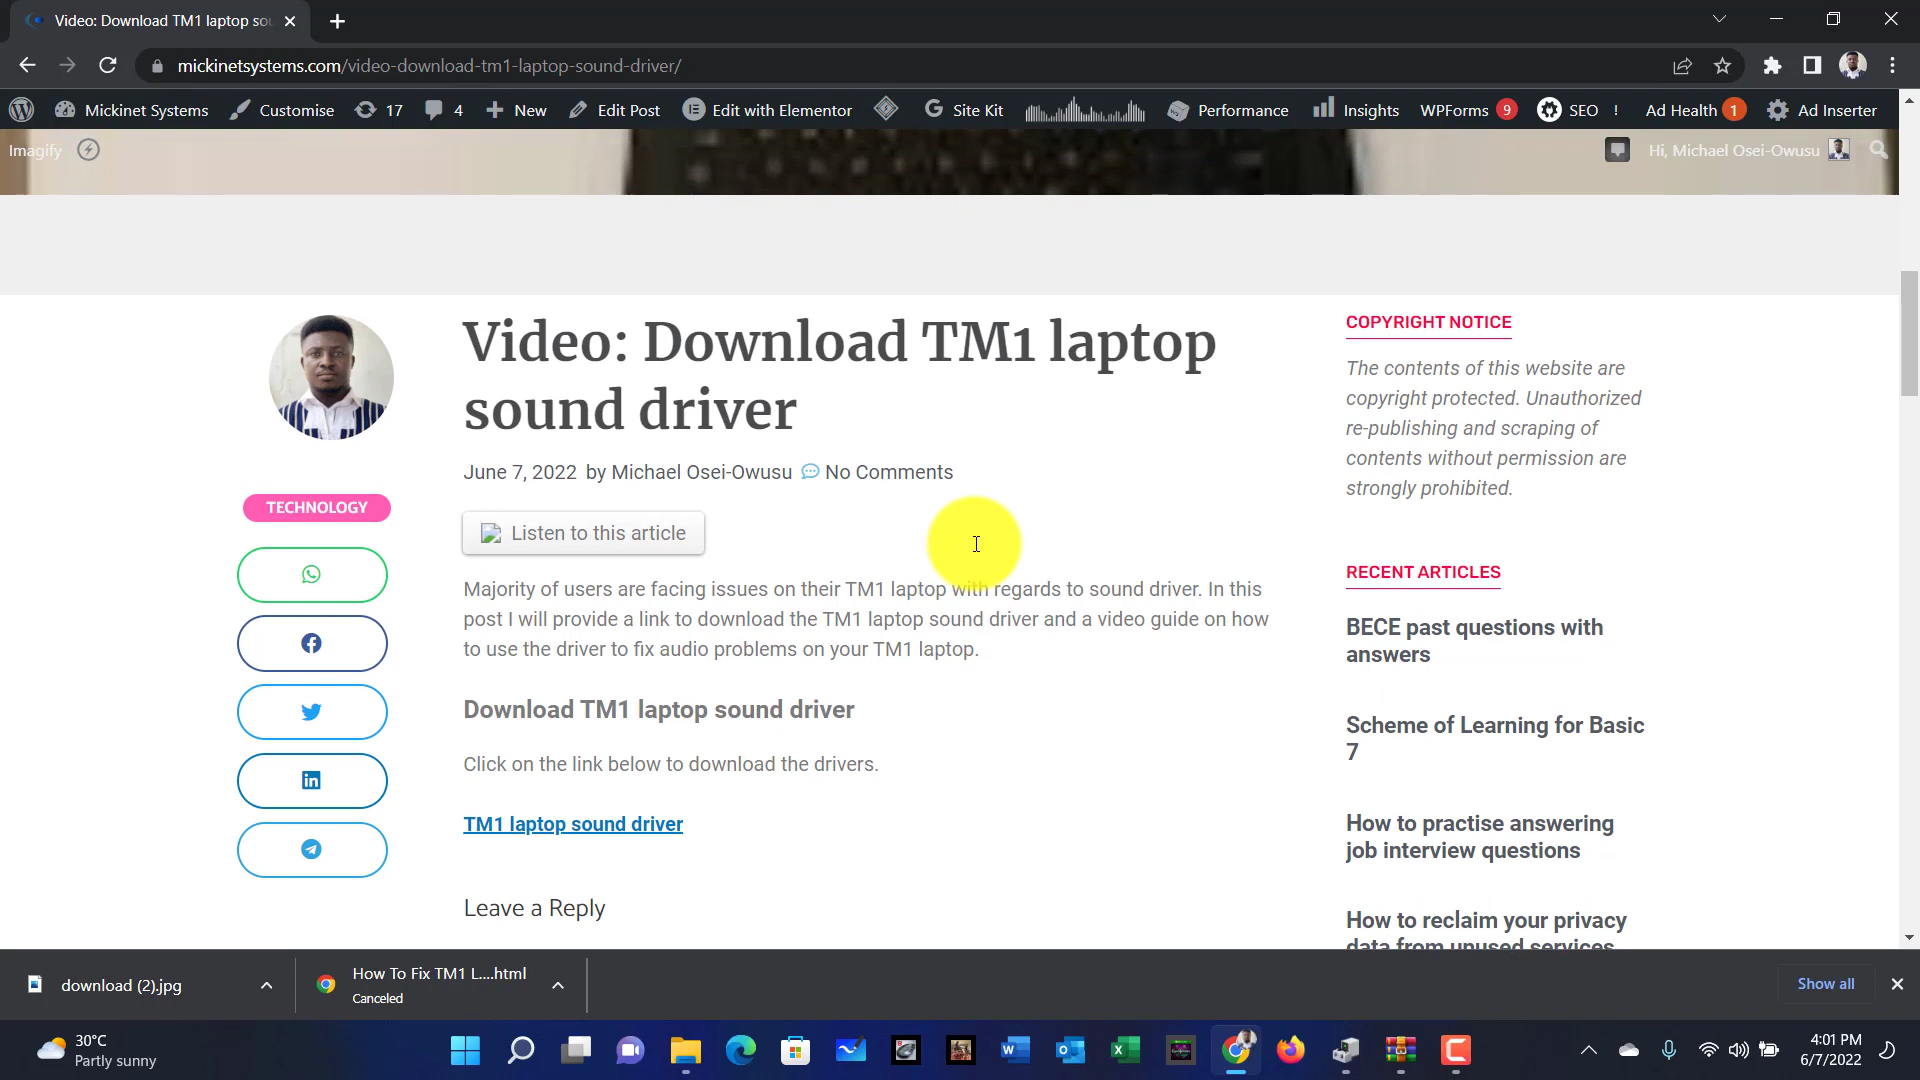 Video: Download TM1 laptop sou
mickinetsystems.com/video-download-tm1-laptop-sound-driver/
Mickinet Systems Customise 17 4 New Edit Post Edit with Elementor Site Kit Performance Insights WPForms 9 SEO ! Ad Health 1 Ad Inserter
Imagify Hi, Michael Osei-Owusu
Video: Download TM1 laptop
sound driver
June 7, 2022 by Michael Osei-Owusu No Comments
TECHNOLOGY
Listen to this article
Majority of users are facing issues on their TM1 laptop with regards to sound driver. In this
post I will provide a link to download the TM1 laptop sound driver and a video guide on how
to use the driver to fix audio problems on your TM1 laptop.
Download TM1 laptop sound driver
Click on the link below to download the drivers.
TM1 laptop sound driver
Leave a Reply
COPYRIGHT NOTICE
The contents of this website are
copyright protected. Unauthorized
re-publishing and scraping of
contents without permission are
strongly prohibited.
RECENT ARTICLES
BECE past questions with
answers
Scheme of Learning for Basic
7
How to practise answering
job interview questions
How to reclaim your privacy
data from unused services
download (2).jpg
How To Fix TM1 L....html
Canceled
Show all
30°C
Partly sunny
4:01 PM
6/7/2022